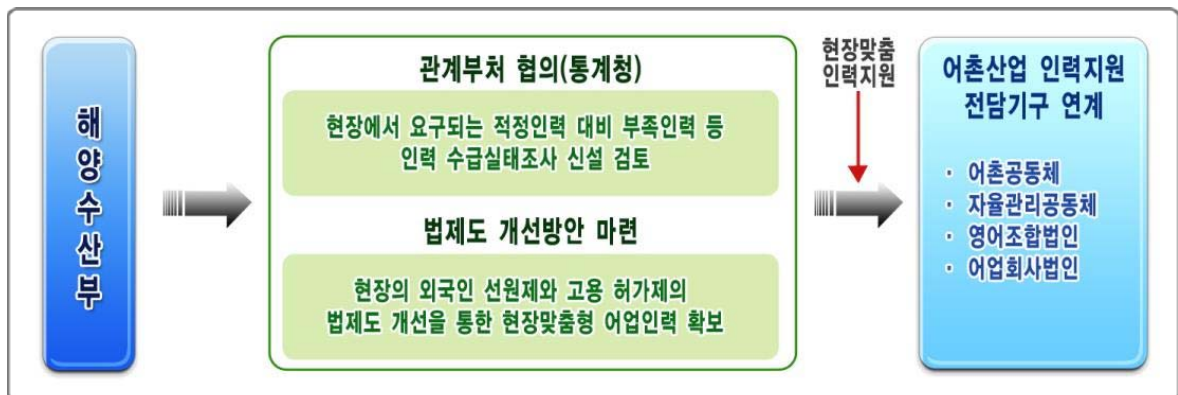 해양수산부
관계부처 협의(통계청)
현장에서 요구되는 적정인력 대비 부족인력 등
인력 수급실태조사 신설 검토
법제도 개선방안 마련
현장의 외국인 선원제와 고용 허가제의
법제도 개선을 통한 현장맞춤형 어업인력 확보
현장맞춤
인력지원
어촌산업 인력지원
전담기구 연계
· 어촌공동체
· 자율관리공동체
· 영어조합법인
· 어업회사법인